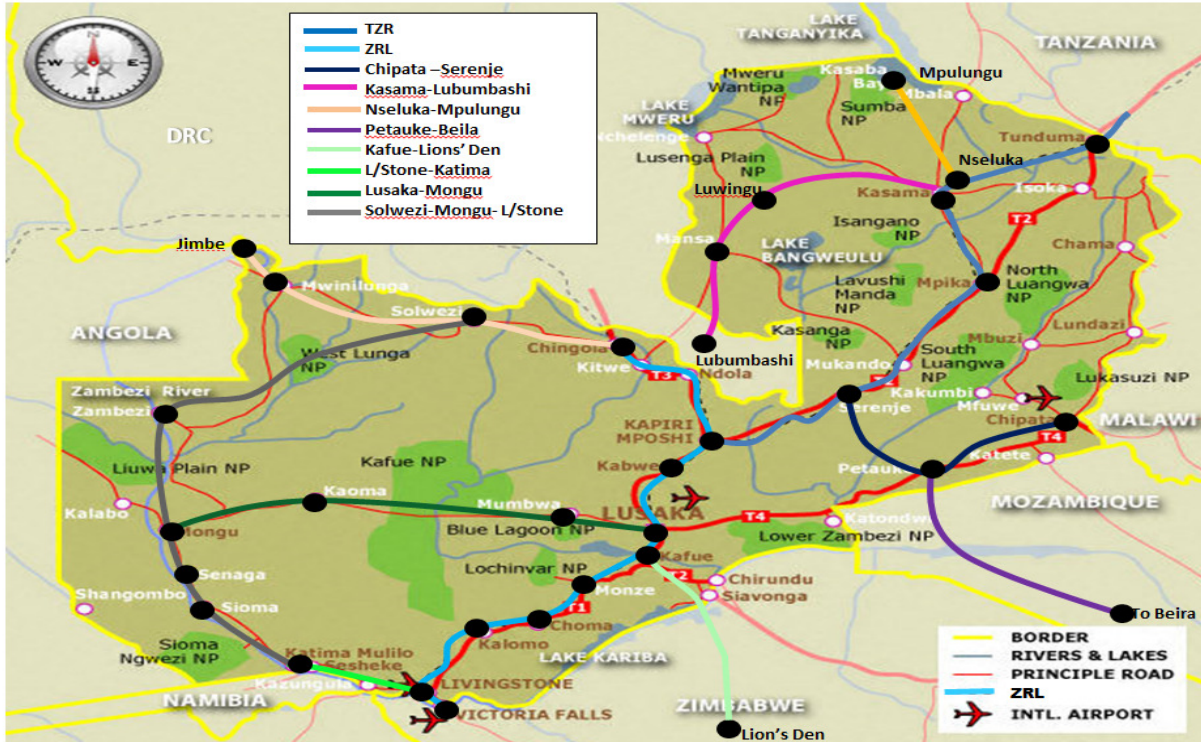 N
W
E
S
TZR
ZRL
Chipata –Serenje
Kasama-Lubumbashi
Nseluka-Mpulungu
Petauke-Beila
Kafue-Lions' Den
L/Stone-Katima
Lusaka-Mongu
Solwezi-Mongu- L/Stone
LAKE
TANGANYIKA
TANZANIA
Kasaba
Bay
Mpulungu
Mbala
Mweru
Wantipa
NP
Sumba
NP
LAKE
MWERU
Nchelenge
DRC
Tunduma
Lusenga Plain
NP
Nseluka
Luwingu
Kasama
Isoka
T2
Isangano
NP
Mansa
LAKE
BANGWEULU
Chama
Jimbe
Mwinilunga
Lavushi
Manda NP
Mpika
North
Luangwa
NP
Solwezi
ANGOLA
Kasanga
NP
Mbuzi
Lundazi
Chingola
Lubumbashi
West Lunga
NP
Kitwe
T3
Ndola
Mukando
South
Luangwa
NP
Lukasuzi NP
T2
Kakumbi
Mfuwe
Zambezi River
Zambezi
Serenje
Chipata
MALAWI
KAPIRI
MPOSHI
T4
Katete
Liuwa Plain NP
Kafue NP
Kabwe
Petauke
Kaoma
Mumbwa
MOZAMBIQUE
Kalabo
LUSAKA
T4
Katondwe
Mongu
Blue Lagoon NP
Lower Zambezi NP
Kafue
Lochinvar NP
T2
Chirundu
Senaga
Monze
Siavonga
Shangombo
Sioma
T1
Choma
To Beira
Sioma
Ngwezi NP
Kalomo
LAKE KARIBA
Katima Mulilo
Sesheke
Kazungula
LIVINGSTONE
NAMIBIA
VICTORIA FALLS
ZIMBABWE
Lion's Den
BORDER
RIVERS & LAKES
PRINCIPLE ROAD
ZRL
INTL. AIRPORT